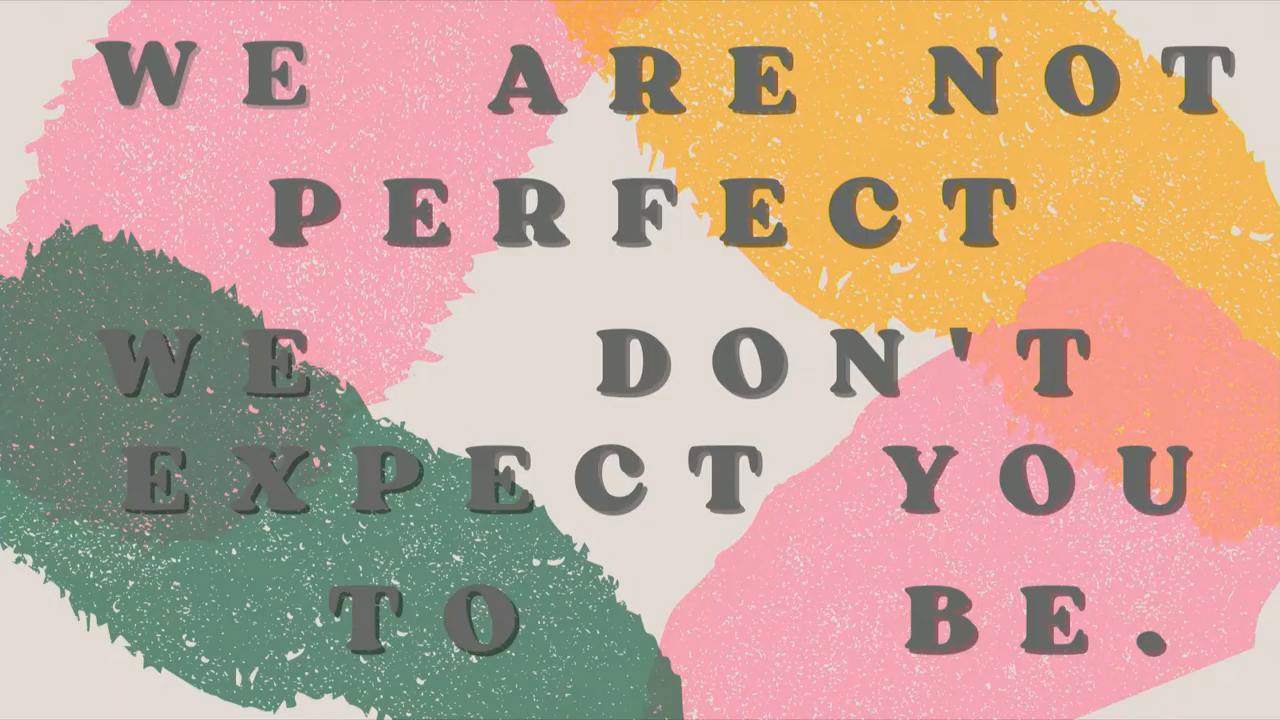 WE ARE NOT
PERFECT
WE DON'T
EXPECT YOU
TO BE.